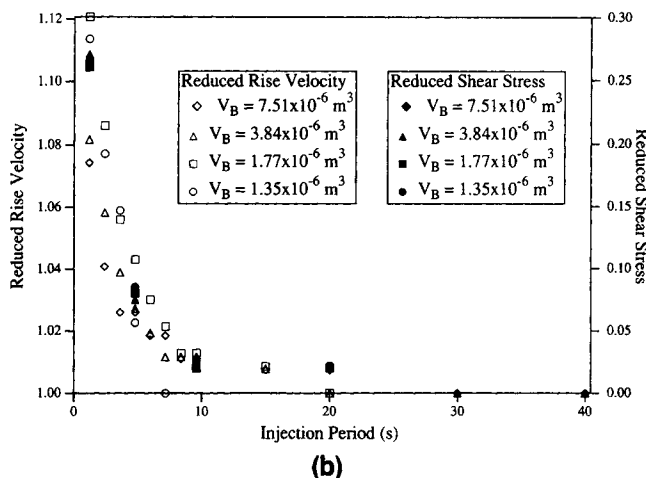 1.12
1.10
1.08
1.06
1.04
1.02
1.00
Reduced Rise Velocity
Reduced Rise Velocity
◇ V_B = 7.51x10^-6 m^3
△ V_B = 3.84x10^-6 m^3
□ V_B = 1.77x10^-6 m^3
○ V_B = 1.35x10^-6 m^3
Reduced Shear Stress
◆ V_B = 7.51x10^-6 m^3
▲ V_B = 3.84x10^-6 m^3
■ V_B = 1.77x10^-6 m^3
● V_B = 1.35x10^-6 m^3
0.30
0.25
0.20
0.15
0.10
0.05
0.00
Reduced Shear Stress
0 10 20 30 40
Injection Period (s)
(b)